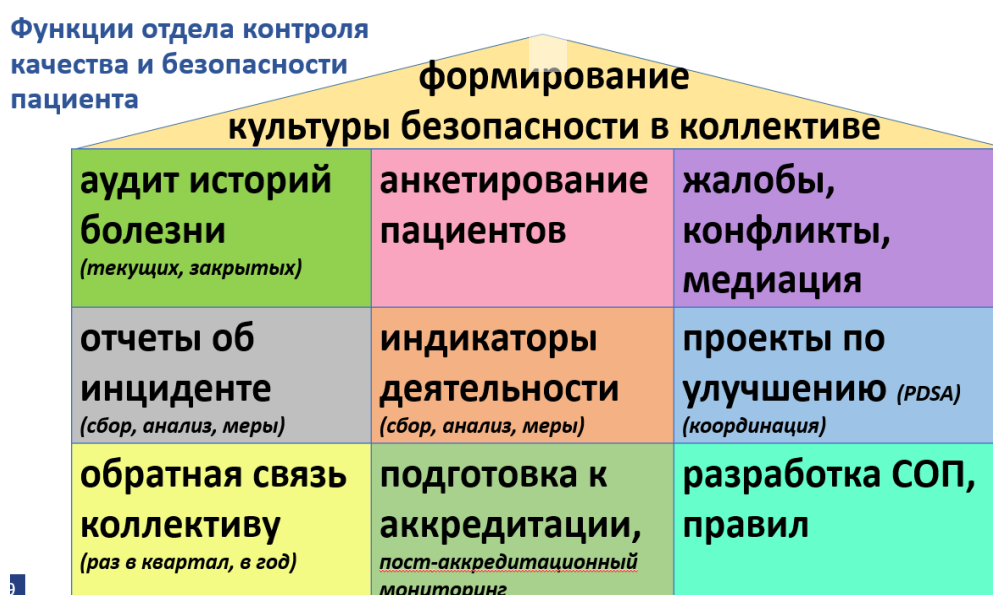 Функции отдела контроля
качества и безопасности
пациента
формирование
культуры безопасности в коллективе
аудит историй
болезни
(текущих, закрытых)
анкетирование
пациентов
жалобы,
конфликты,
медиация
отчеты об
инциденте
(сбор, анализ, меры)
индикаторы
деятельности
(сбор, анализ, меры)
проекты по
улучшению (PDSA)
(координация)
обратная связь
коллективу
(раз в квартал, в год)
подготовка к
аккредитации,
пост-аккредитационный
мониторинг
разработка СОП,
правил